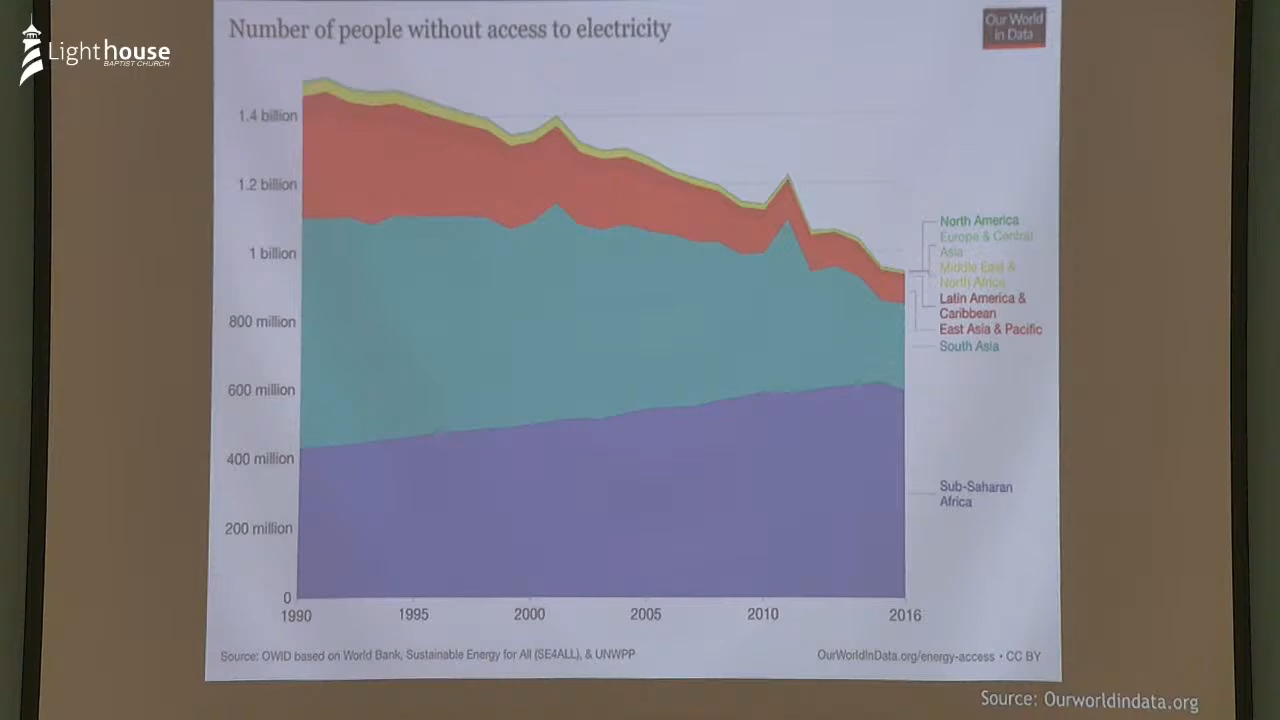 Lighthouse
BAPTIST CHURCH
Number of people without access to electricity
Our World
in Data
1.4 billion
1.2 billion
1 billion
800 million
600 million
400 million
200 million
0
1990
1995
2000
2005
2010
2016
North America
Europe & Central
Asia
Middle East &
North Africa
Latin America &
Caribbean
East Asia & Pacific
South Asia
Sub-Saharan
Africa
Source: OWID based on World Bank, Sustainable Energy for All (SE4ALL), & UNWPP
OurWorldInData.org/energy-access • CC BY
Source: Ourworldindata.org